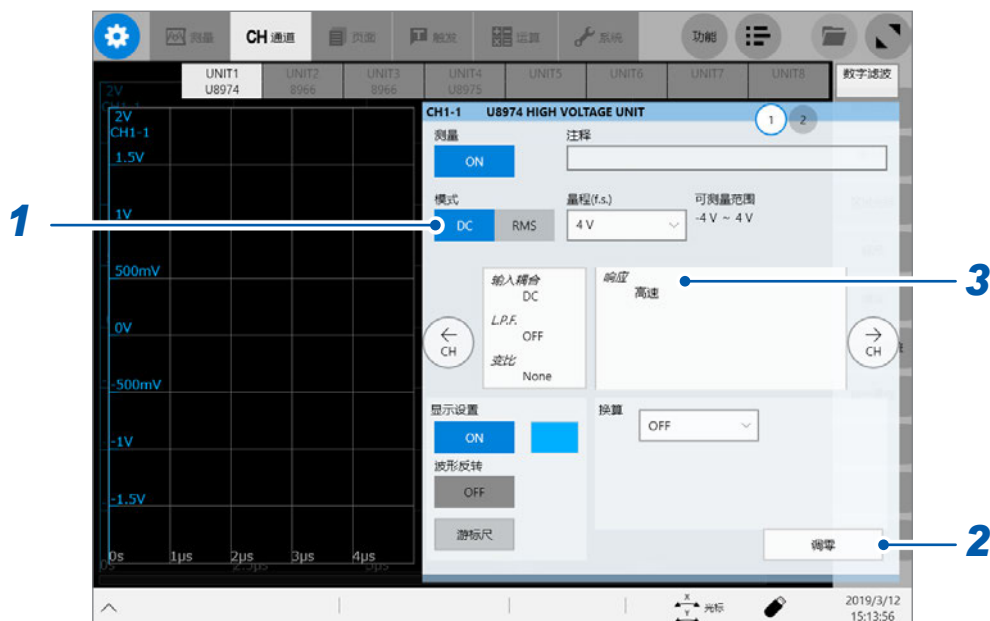 测量 CH 通道 页面 触发 运算 系统 功能
UNIT1 UNIT2 UNIT3 UNIT4 UNIT5 UNIT6 UNIT7 UNIT8 数字滤波
U8974 8966 8966 U8975
2V
2V
CH1-1
1.5V
1V
500mV
0V
-500mV
-1V
-1.5V
0s 1µs 2µs 3µs 4µs
CH1-1 U8974 HIGH VOLTAGE UNIT 1 2
测量 注释
ON
模式 量程(f.s.) 可测量范围
DC RMS 4 V -4 V ~ 4 V
1
输入耦合 响应
DC 高速
3
L.P.F.
OFF
变比
None
← CH
→ CH
显示设置 换算
ON OFF
波形反转
OFF
游标尺
调零
2
X
Y
光标
2019/3/12
15:13:56